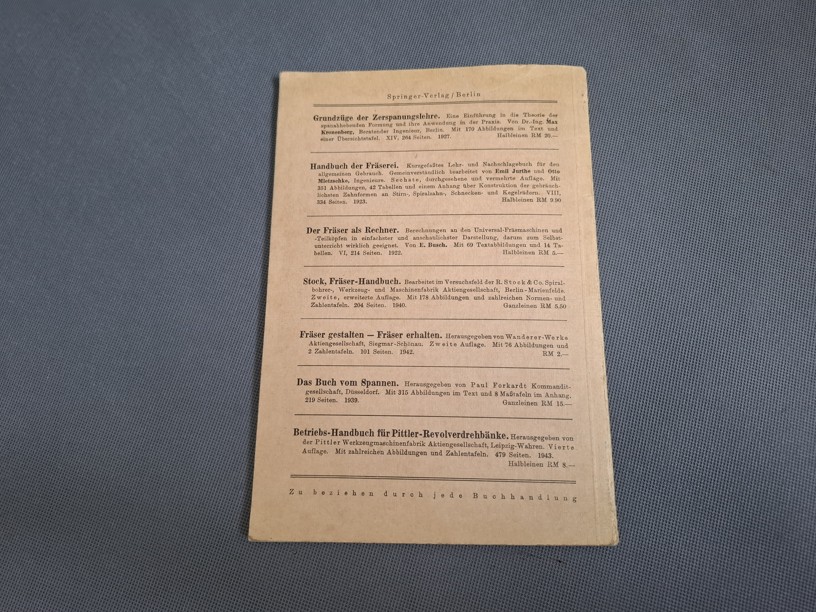 Springer-Verlag / Berlin
Grundzüge der Zerspanungslehre. Eine Einführung in die Theorie der
spanabhebenden Formung und ihre Anwendung in der Praxis. Von Dr.-Ing. Max
Kronenberg, Beratender Ingenieur, Berlin. Mit 170 Abbildungen im Text und
einer Übersichtstafel. XIV, 264 Seiten. 1927. Halbleinen RM 20.—
Handbuch der Fräserei. Kurzgefaßtes Lehr- und Nachschlagebuch für den
allgemeinen Gebrauch. Gemeinverständlich bearbeitet von Emil Jurthe und Otto
Mietzschke, Ingenieure. Sechste, durchgesehene und vermehrte Auflage. Mit
351 Abbildungen, 42 Tabellen und einem Anhang über Konstruktion der gebräuch-
lichsten Zahnformen an Stirn-, Spiralzahn-, Schnecken- und Kegelrädern. VIII,
334 Seiten. 1923. Halbleinen RM 9.90
Der Fräser als Rechner. Berechnungen an den Universal-Fräsmaschinen und
-Teilköpfen in einfachster und anschaulichster Darstellung, darum zum Selbst-
unterricht wirklich geeignet. Von E. Busch. Mit 69 Textabbildungen und 14 Ta-
bellen. VI, 214 Seiten. 1922. Halbleinen RM 5.—
Stock, Fräser-Handbuch. Bearbeitet im Versuchsfeld der R. Stock & Co. Spiral-
bohrer-, Werkzeug- und Maschinenfabrik Aktiengesellschaft, Berlin-Marienfelde.
Zweite, erweiterte Auflage. Mit 176 Abbildungen und zahlreichen Normen- und
Zahlentafeln. 204 Seiten. 1940. Ganzleinen RM 5.50
Fräser gestalten — Fräser erhalten. Herausgegeben von Wanderer-Werke
Aktiengesellschaft, Siegmar-Schönau. Zweite Auflage. Mit 76 Abbildungen und
2 Zahlentafeln. 101 Seiten. 1942. RM 2.—
Das Buch vom Spannen. Herausgegeben von Paul Forkardt Kommandit-
gesellschaft, Düsseldorf. Mit 315 Abbildungen im Text und 8 Maßtafeln im Anhang.
219 Seiten. 1939. Ganzleinen RM 15.—
Betriebs-Handbuch für Pittler-Revolverdrehbänke. Herausgegeben von
der Pittler Werkzeugmaschinenfabrik Aktiengesellschaft, Leipzig-Wahren. Vierte
Auflage. Mit zahlreichen Abbildungen und Zahlentafeln. 479 Seiten. 1943.
Halbleinen RM 8.—
Zu beziehen durch jede Buchhandlung